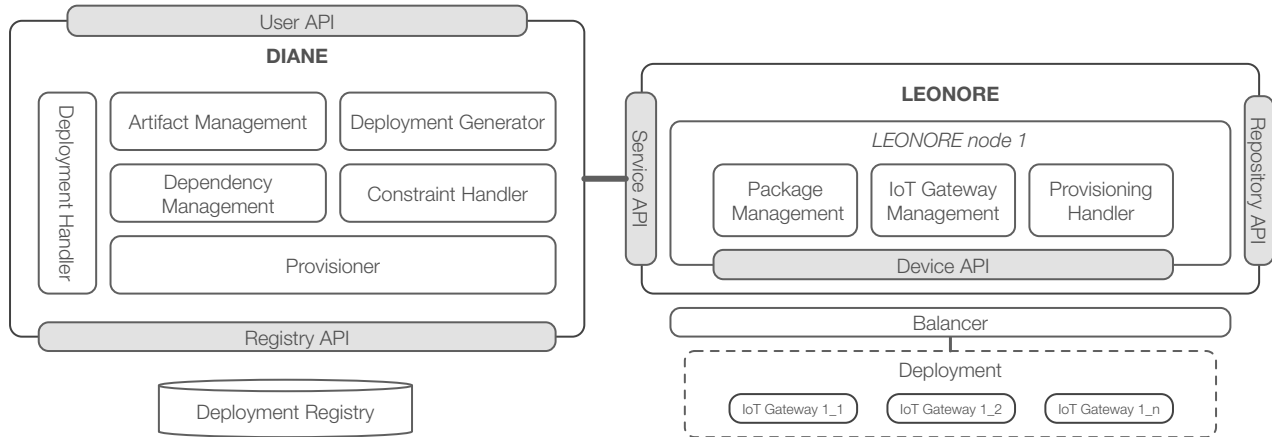 User API
DIANE
Deployment Handler
Artifact Management
Deployment Generator
Dependency
Management
Constraint Handler
Provisioner
Registry API
Deployment Registry
LEONORE
Service API
LEONORE node 1
Package
Management
IoT Gateway
Management
Provisioning
Handler
Device API
Repository API
Balancer
Deployment
IoT Gateway 1_1
IoT Gateway 1_2
IoT Gateway 1_n